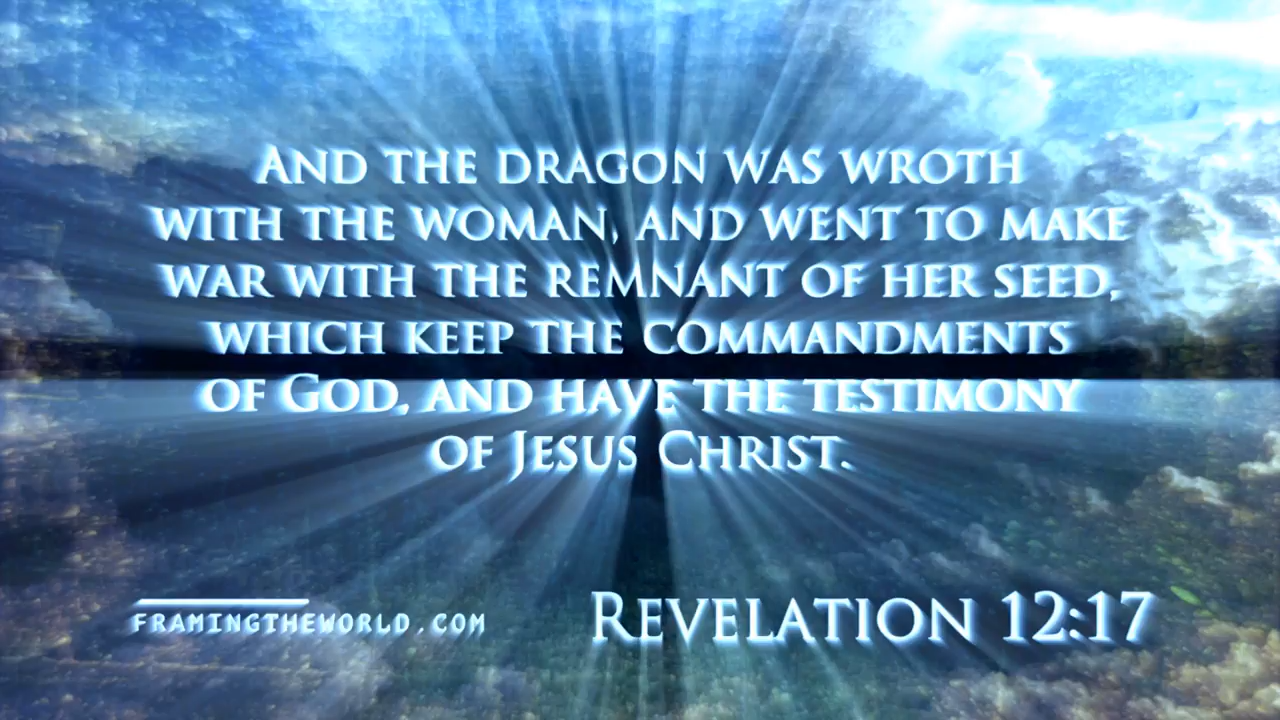 And the dragon was wroth
with the woman, and went to make
war with the remnant of her seed,
which keep the commandments
of God, and have the testimony
of Jesus Christ.
FRAMINGTHEWORLD.COM
Revelation 12:17